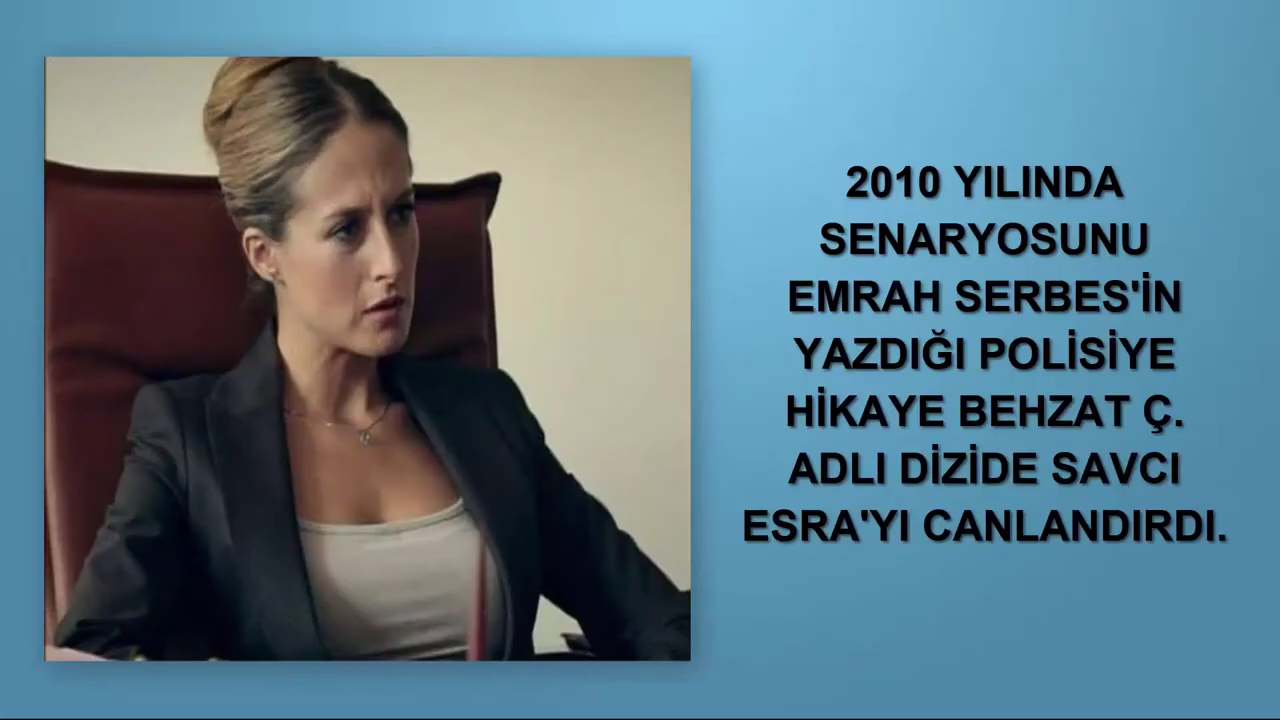 2010 YILINDA
SENARYOSUNU
EMRAH SERBES'İN
YAZDIĞI POLİSİYE
HİKAYE BEHZAT Ç.
ADLI DİZİDE SAVCI
ESRA'YI CANLANDIRDI.